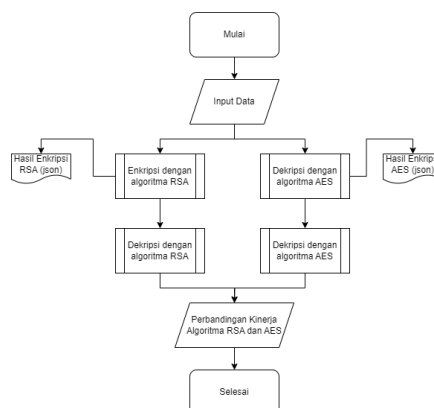 Mulai
Input Data
Hasil Enkripsi
RSA (json)
Enkripsi dengan
algoritma RSA
Dekripsi dengan
algoritma AES
Hasil Enkrips
AES (json)
Dekripsi dengan
algoritma RSA
Dekripsi dengan
algoritma AES
Perbandingan Kinerja
Algoritma RSA dan AES
Selesai